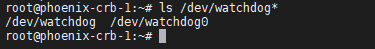 root@phoenix-crb-1:~# ls /dev/watchdog*
/dev/watchdog  /dev/watchdog0
root@phoenix-crb-1:~#